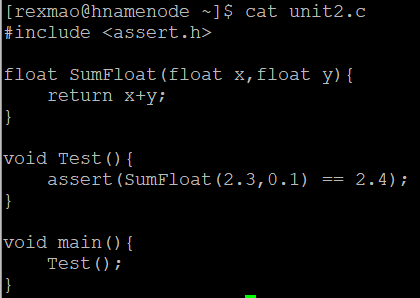 [rexmao@hnamenode ~]$ cat unit2.c
#include <assert.h>
float SumFloat(float x,float y){
    return x+y;
}
void Test(){
    assert(SumFloat(2.3,0.1) == 2.4);
}
void main(){
    Test();
}